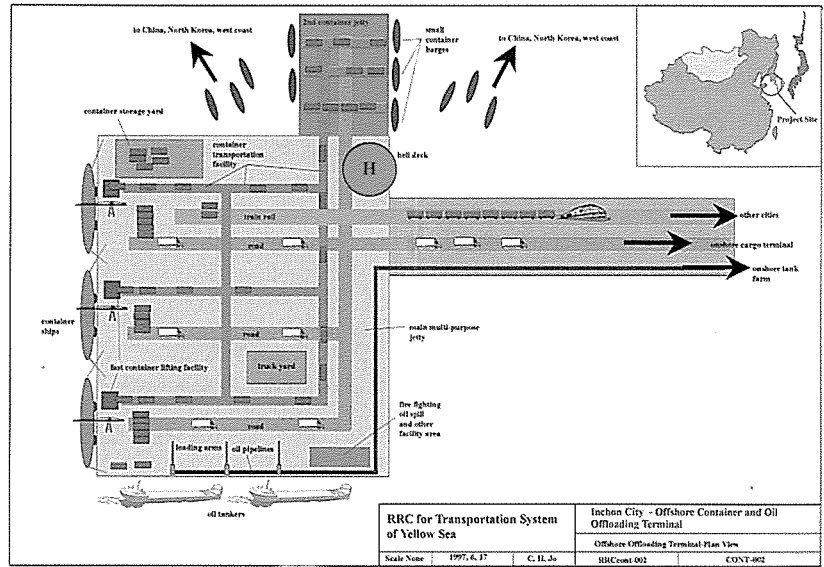 to China, North Korea, west coast
2nd container jetty
small
container
barges
to China, North Korea, west coast
Project Site
container storage yard
container
transportation
facility
H
heli deck
train rail
other cities
road
onshore cargo terminal
onshore tank
farm
container
ships
road
main multi-purpose
jetty
fast container lifting facility
truck yard
fire fighting
oil spill
and other
facility area
road
loading arms
oil pipelines
oil tankers
RRC for Transportation System
of Yellow Sea
Inchon City - Offshore Container and Oil
Offloading Terminal
Offshore Offloading Terminal-Plan View
Scale None
1997, 6, 17
C. H. Jo
RRCcont-002
CONT-002